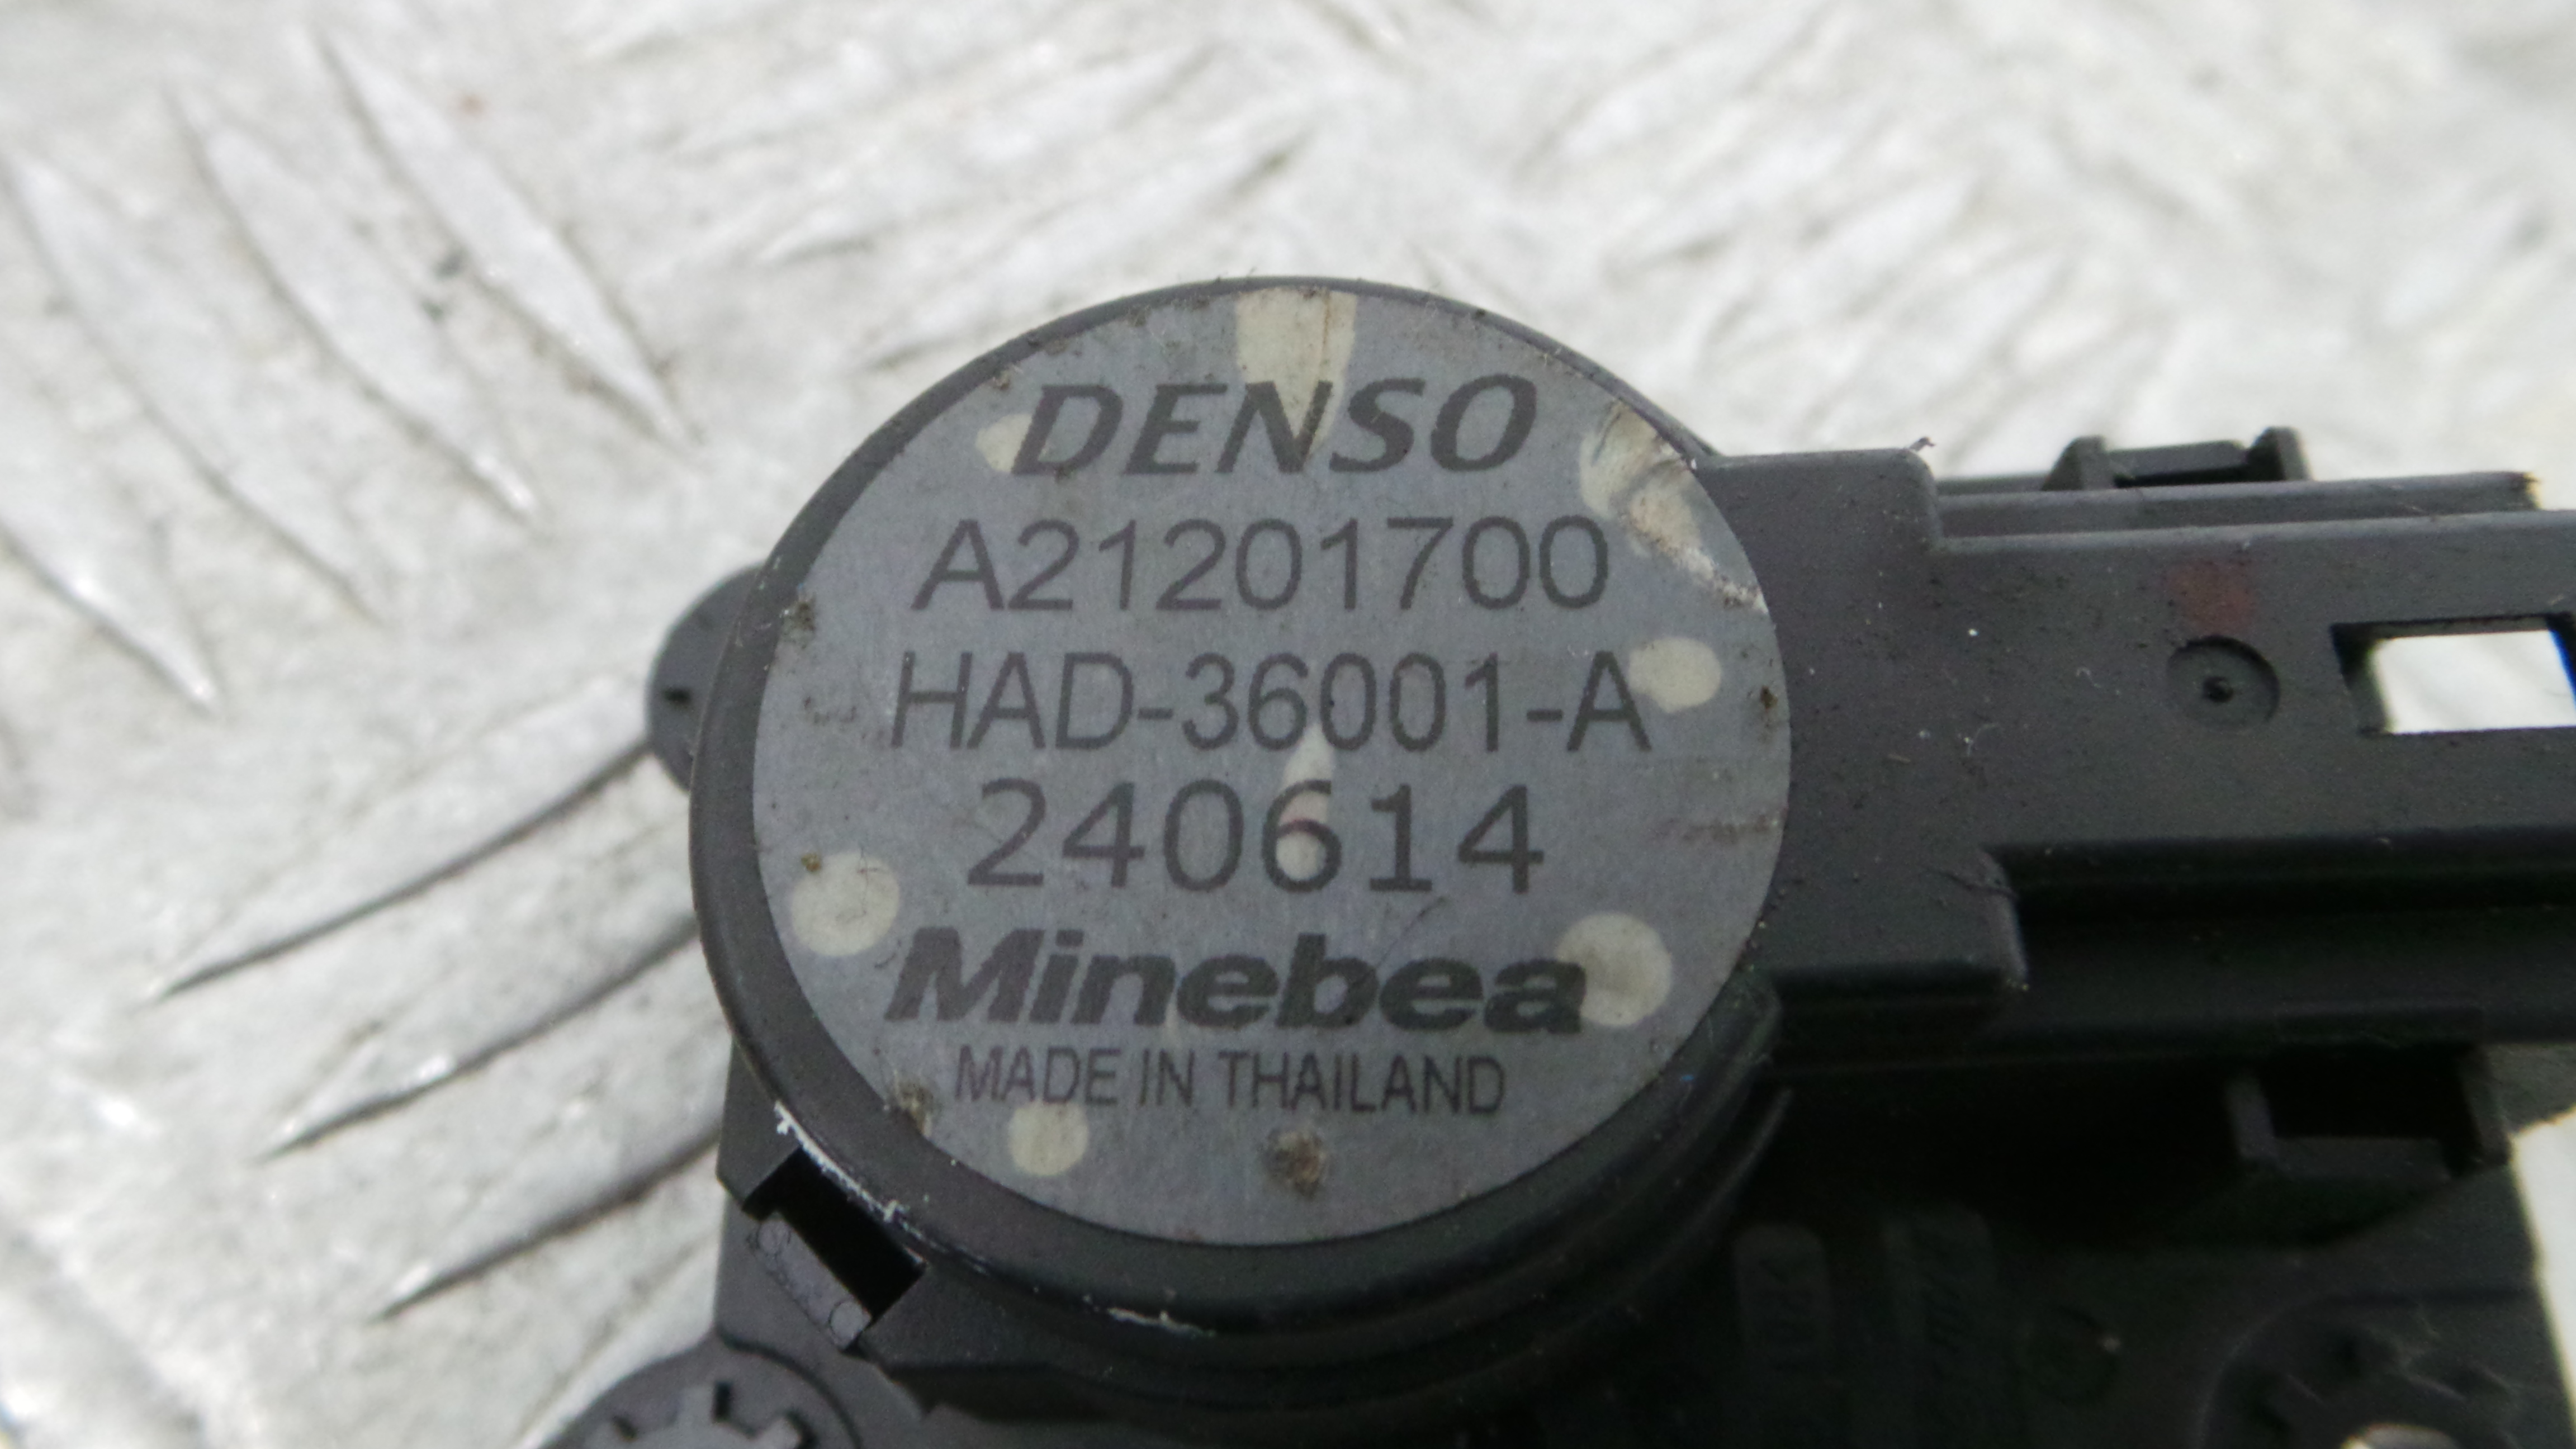 DENSO
A21201700
HAD-36001-A
240614
Minebea
MADE IN THAILAND